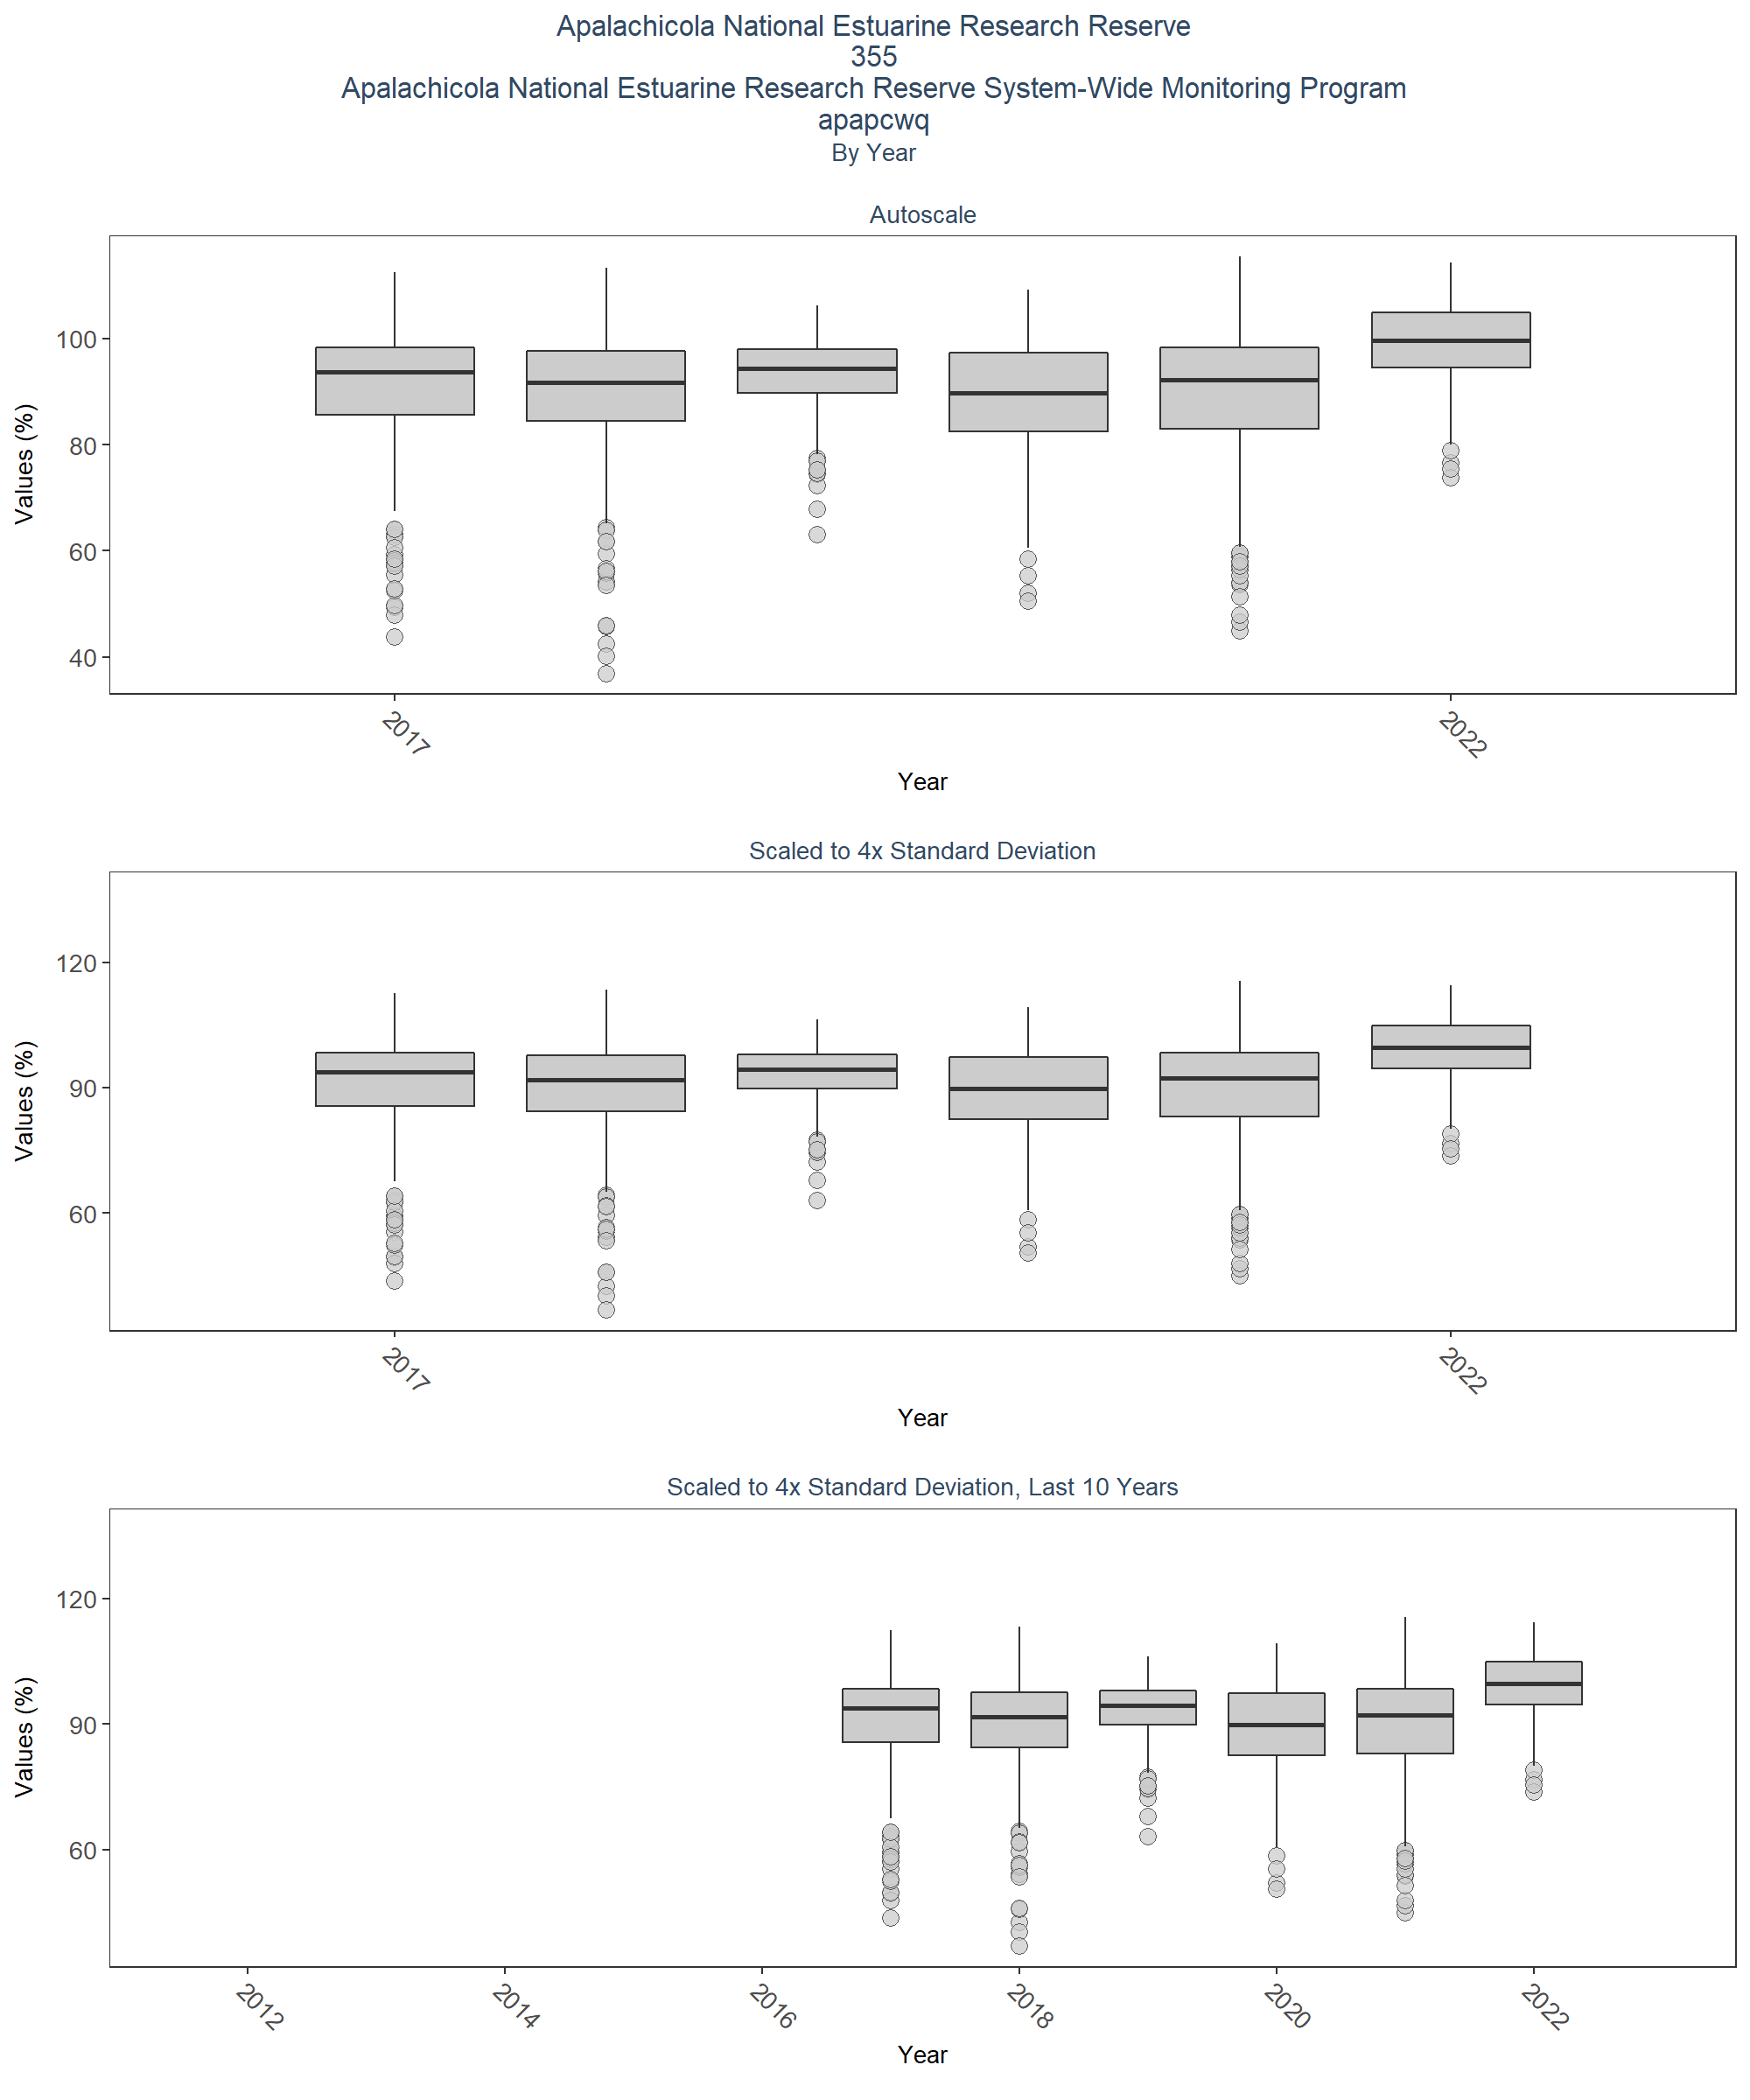 Apalachicola National Estuarine Research Reserve
355
Apalachicola National Estuarine Research Reserve System-Wide Monitoring Program
apapcwq
By Year
Autoscale
Values (%)
100
80
60
40
2017
2022
Year
Scaled to 4x Standard Deviation
Values (%)
120
90
60
2017
2022
Year
Scaled to 4x Standard Deviation, Last 10 Years
Values (%)
120
90
60
2012
2014
2016
2018
2020
2022
Year